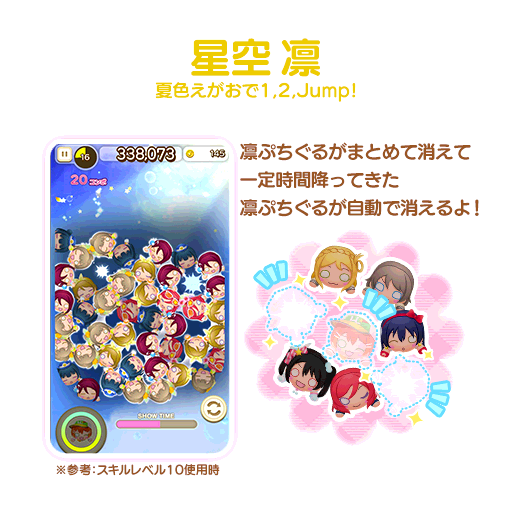 星空 凛
夏色えがおで1,2,Jump!
16
338,073
145
20コンボ
凛ぷちぐるがまとめて消えて
一定時間降ってきた
凛ぷちぐるが自動で消えるよ!
SHOW TIME
※参考:スキルレベル10使用時